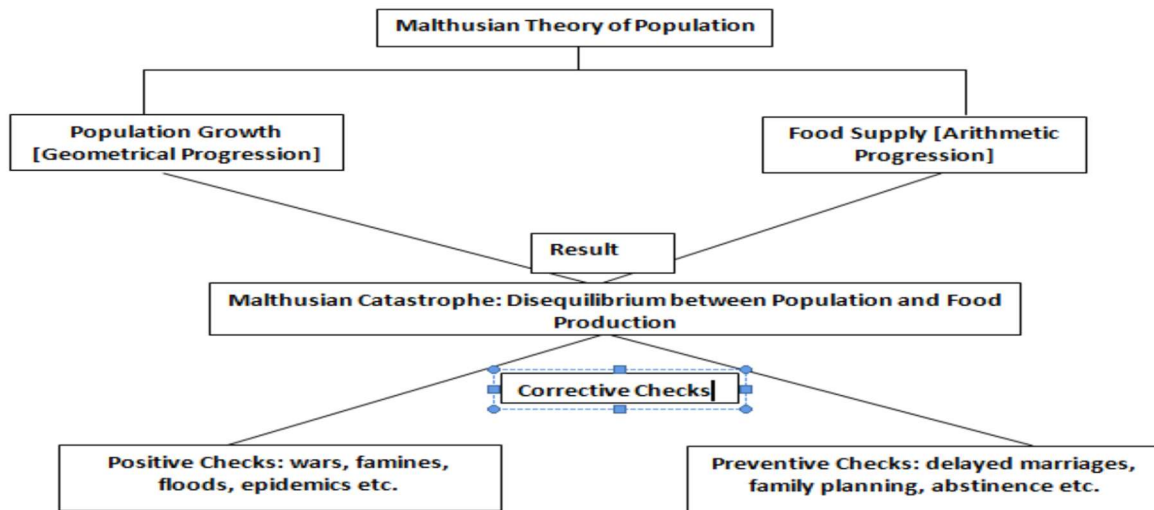 Malthusian Theory of Population
Population Growth
[Geometrical Progression]
Food Supply [Arithmetic
Progression]
Result
Malthusian Catastrophe: Disequilibrium between Population and Food
Production
Corrective Checks
Positive Checks: wars, famines,
floods, epidemics etc.
Preventive Checks: delayed marriages,
family planning, abstinence etc.